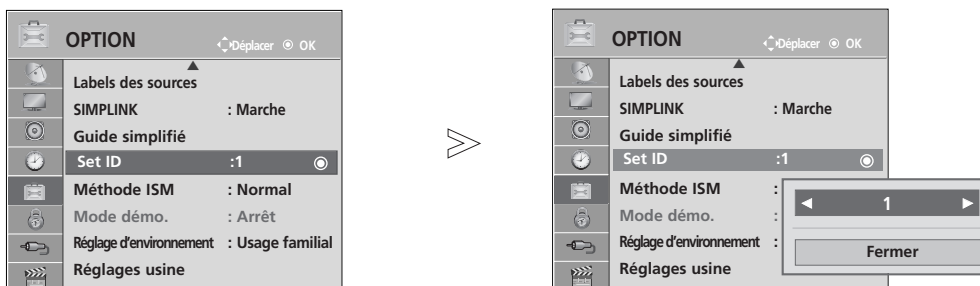 OPTION
Déplacer OK
Labels des sources
SIMPLINK : Marche
Guide simplifié
Set ID :1
Méthode ISM : Normal
Mode démo. : Arrêt
Réglage d'environnement : Usage familial
Réglages usine
OPTION
Déplacer OK
Labels des sources
SIMPLINK : Marche
Guide simplifié
Set ID :1
Méthode ISM :
Mode démo. :
Réglage d'environnement :
Réglages usine
1
Fermer